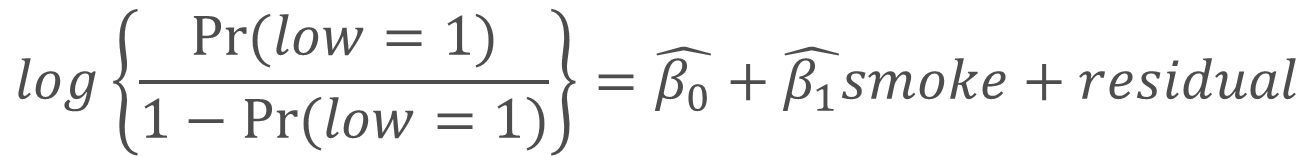 log { Pr(low = 1) / 1 − Pr(low = 1) } = β̂₀ + β̂₁smoke + residual